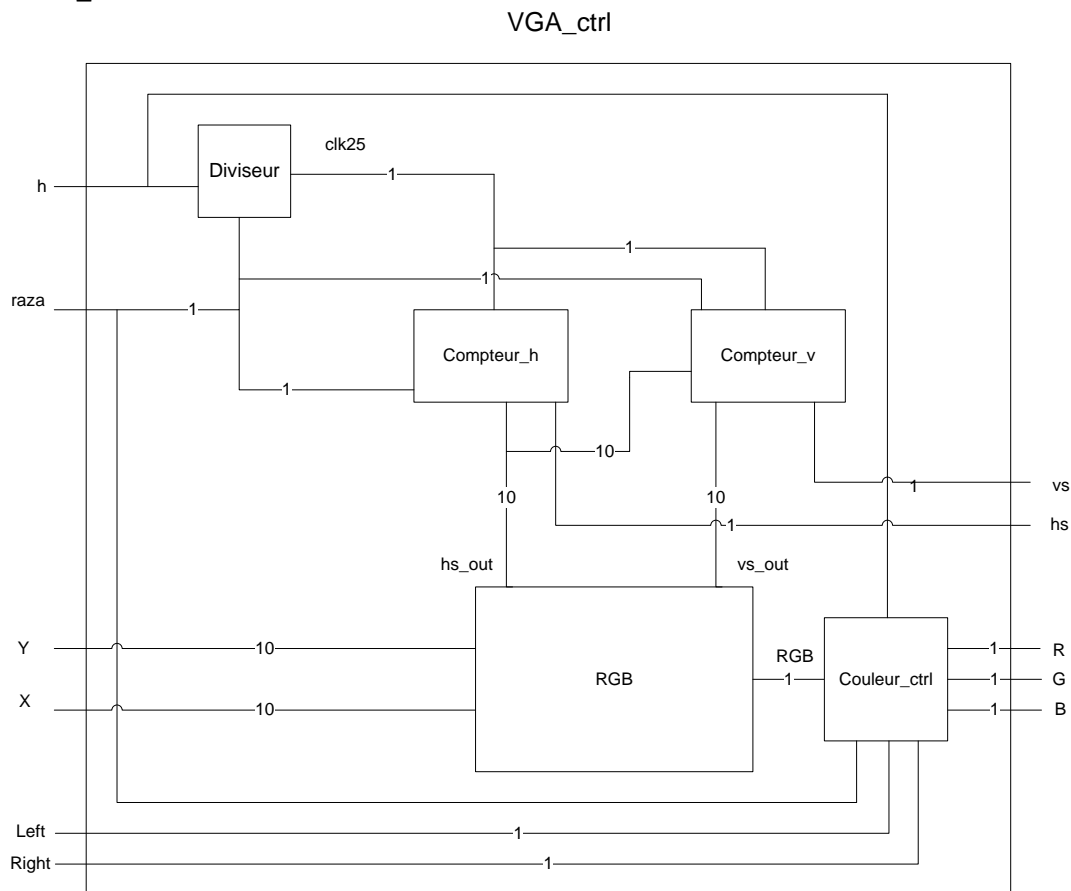 VGA_ctrl
clk25
Diviseur
1
h
1
1
raza
1
Compteur_h
Compteur_v
1
10
10
10
1
vs
1
hs
hs_out
vs_out
Y
10
RGB
1
R
RGB
1
Couleur_ctrl
1
G
X
10
1
B
Left
1
Right
1